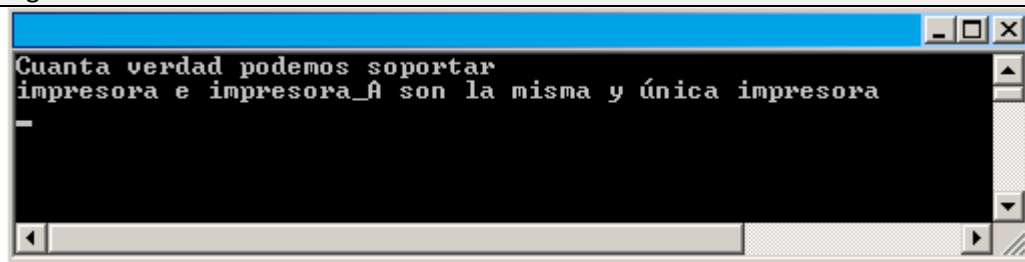 Cuanta verdad podemos soportar
impresora e impresora_A son la misma y única impresora